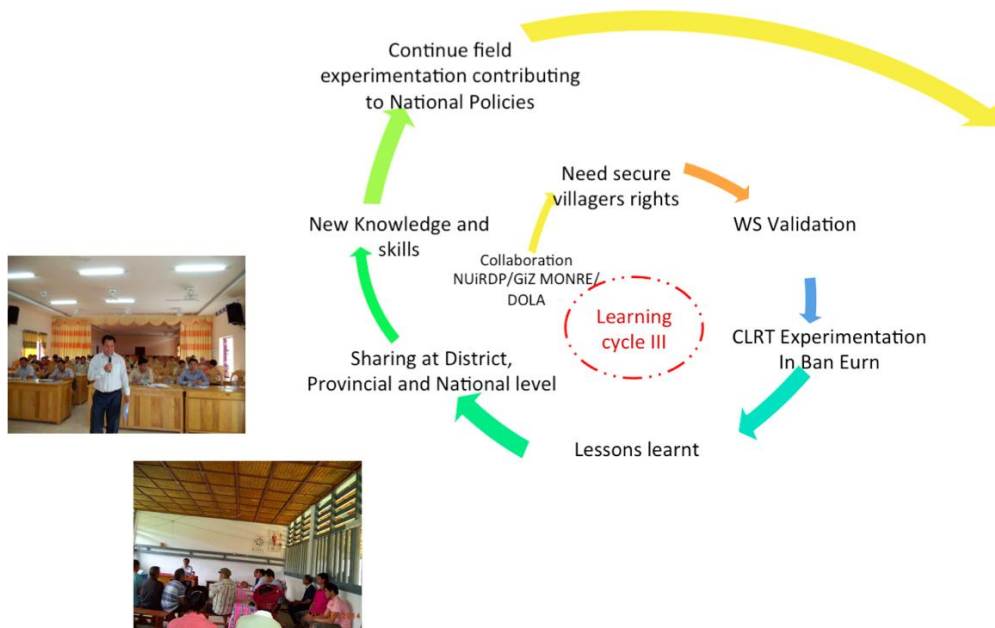 Continue field
experimentation contributing
to National Policies
Need secure
villagers rights
New Knowledge and
skills
WS Validation
Collaboration
NUiRDP/GiZ MONRE/
DOLA
Learning
cycle III
CLRT Experimentation
In Ban Eurn
Sharing at District,
Provincial and National level
Lessons learnt